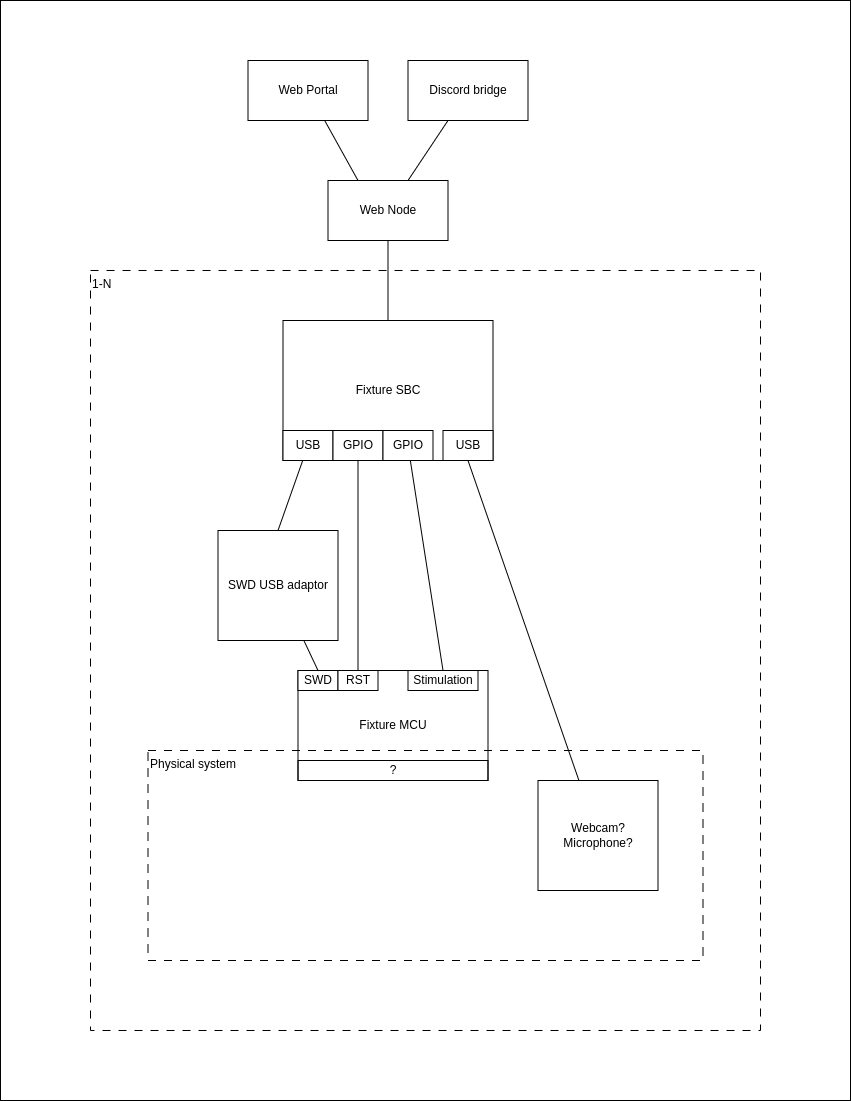 Web Portal
Discord bridge
Web Node
1-N
Fixture SBC
USB
GPIO
GPIO
USB
SWD USB adaptor
SWD
RST
Stimulation
Fixture MCU
Physical system
?
Webcam?
Microphone?